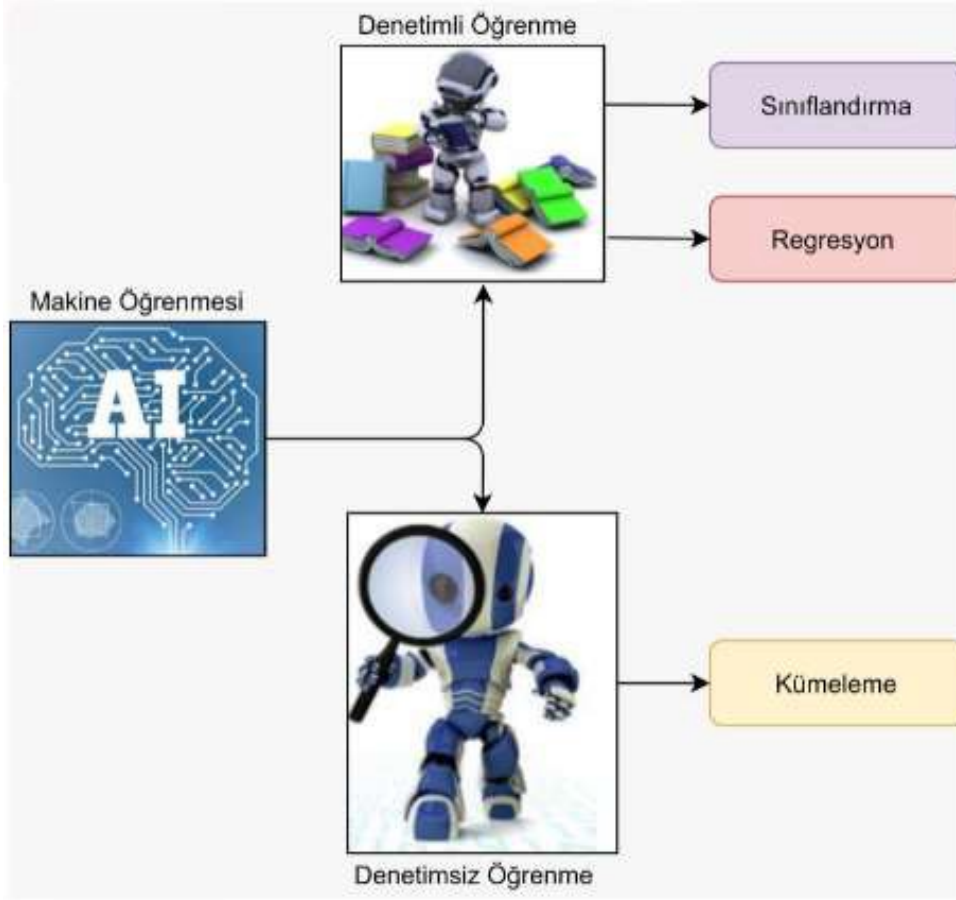 Denetimli Öğrenme
Sınıflandırma
Regresyon
Makine Öğrenmesi
AI
Kümeleme
Denetimsiz Öğrenme